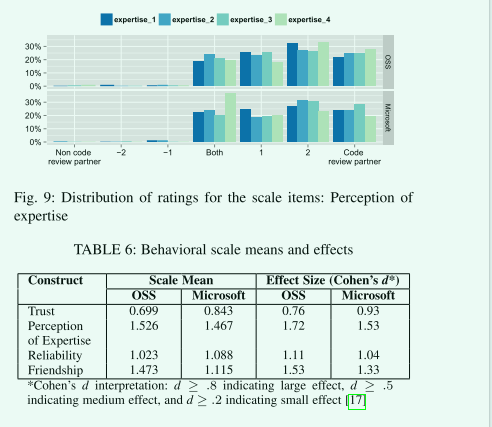 expertise_1 expertise_2 expertise_3 expertise_4
30%
20%
10%
0%
OSS
30%
20%
10%
0%
Microsoft
Non code review partner −2 −1 Both 1 2 Code review partner
Fig. 9: Distribution of ratings for the scale items: Perception of
expertise
TABLE 6: Behavioral scale means and effects
Construct Scale Mean Effect Size (Cohen's d*)
OSS Microsoft OSS Microsoft
Trust 0.699 0.843 0.76 0.93
Perception 1.526 1.467 1.72 1.53
of Expertise
Reliability 1.023 1.088 1.11 1.04
Friendship 1.473 1.115 1.53 1.33
*Cohen's d interpretation: d ≥ .8 indicating large effect, d ≥ .5
indicating medium effect, and d ≥ .2 indicating small effect [17]